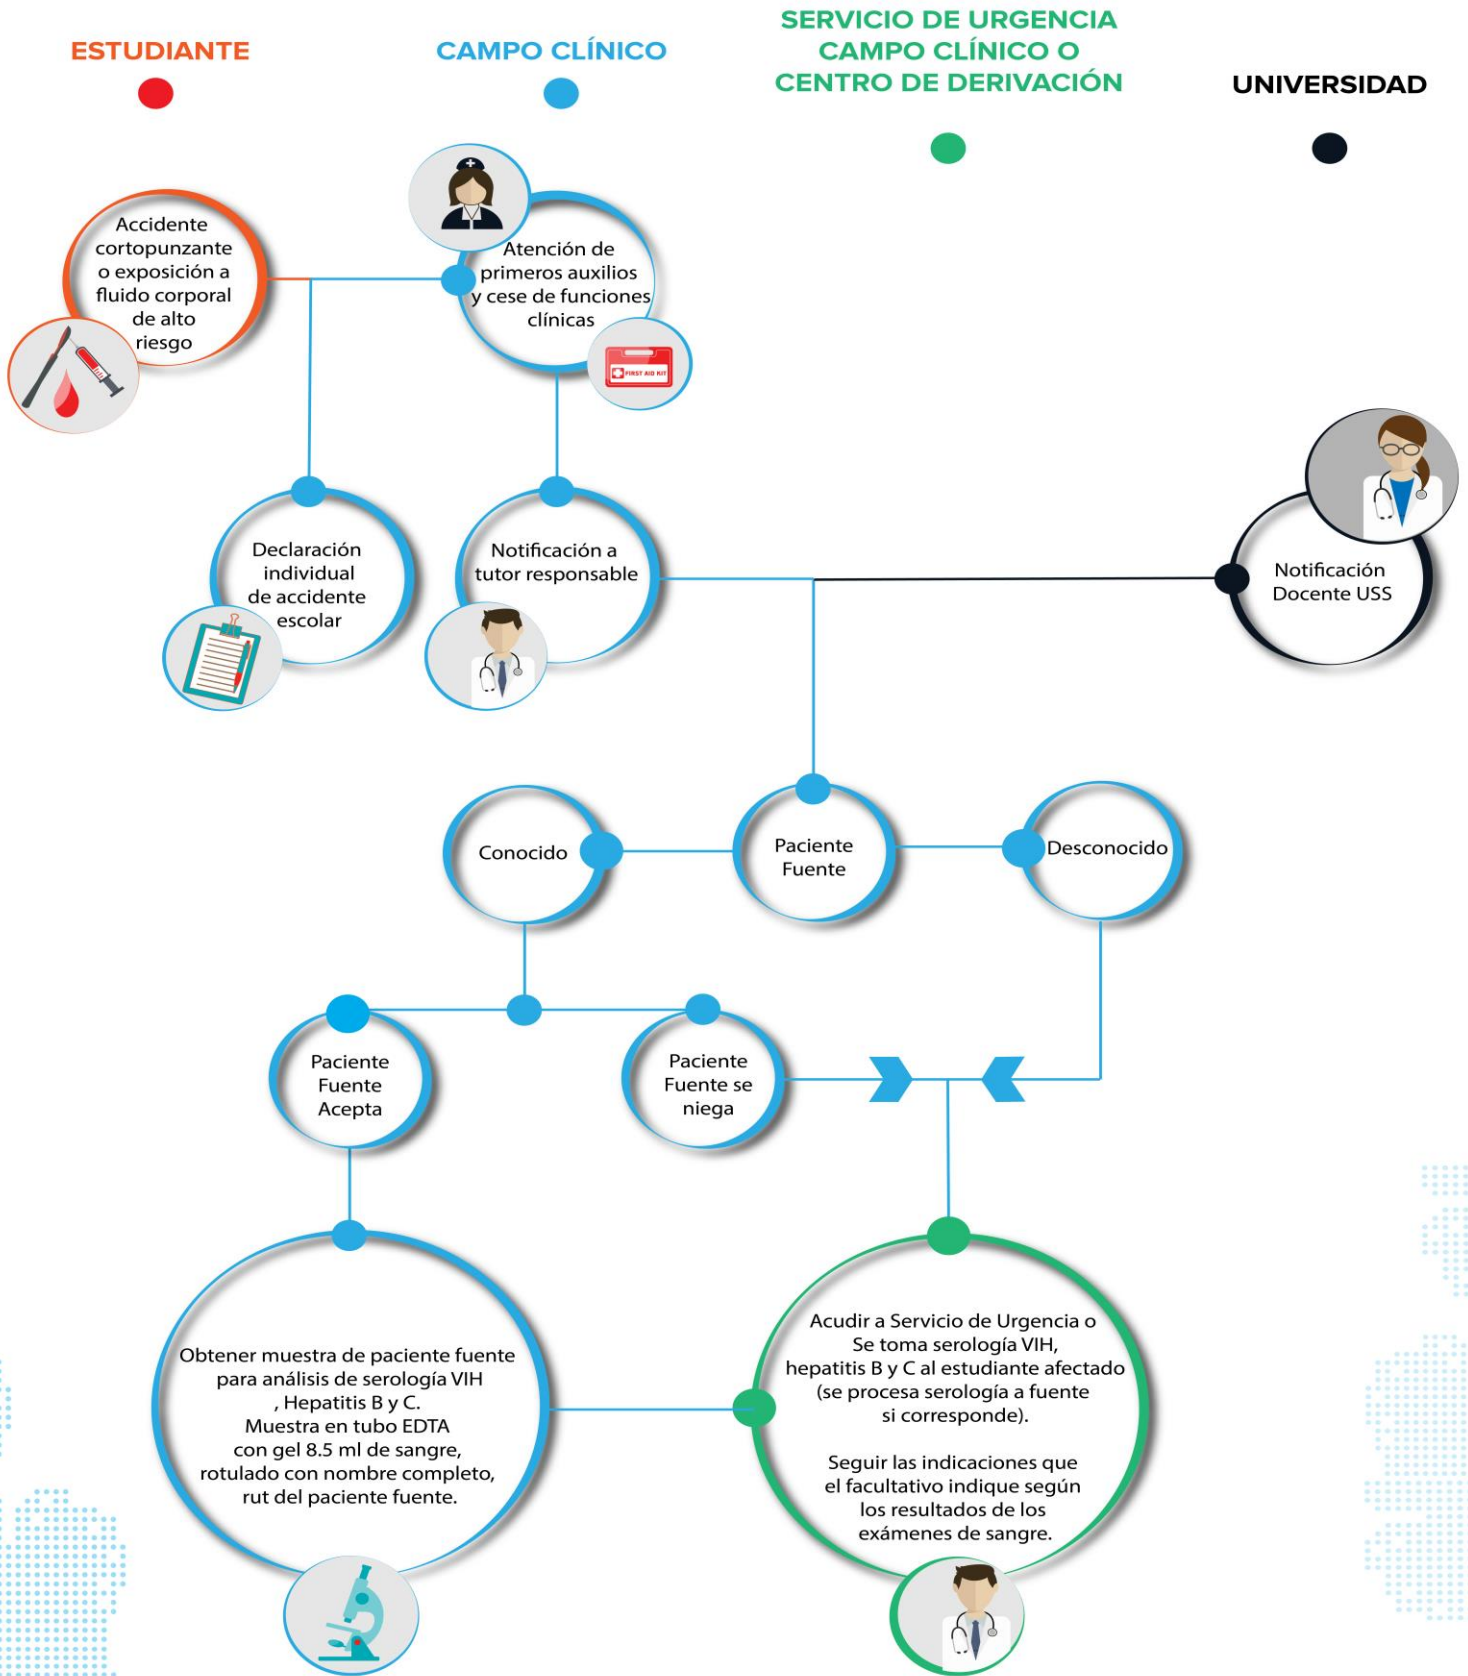 ESTUDIANTE
CAMPO CLÍNICO
SERVICIO DE URGENCIA
CAMPO CLÍNICO O
CENTRO DE DERIVACIÓN
UNIVERSIDAD
Accidente
cortopunzante
o exposición a
fluido corporal
de alto
riesgo
Atención de
primeros auxilios
y cese de funciones
clínicas
FIRST AID KIT
Declaración
individual
de accidente
escolar
Notificación a
tutor responsable
Notificación
Docente USS
Conocido
Paciente
Fuente
Desconocido
Paciente
Fuente
Acepta
Paciente
Fuente se
niega
Obtener muestra de paciente fuente
para análisis de serología VIH
, Hepatitis B y C.
Muestra en tubo EDTA
con gel 8.5 ml de sangre,
rotulado con nombre completo,
rut del paciente fuente.
Acudir a Servicio de Urgencia o
Se toma serología VIH,
hepatitis B y C al estudiante afectado
(se procesa serología a fuente
si corresponde).
Seguir las indicaciones que
el facultativo indique según
los resultados de los
exámenes de sangre.